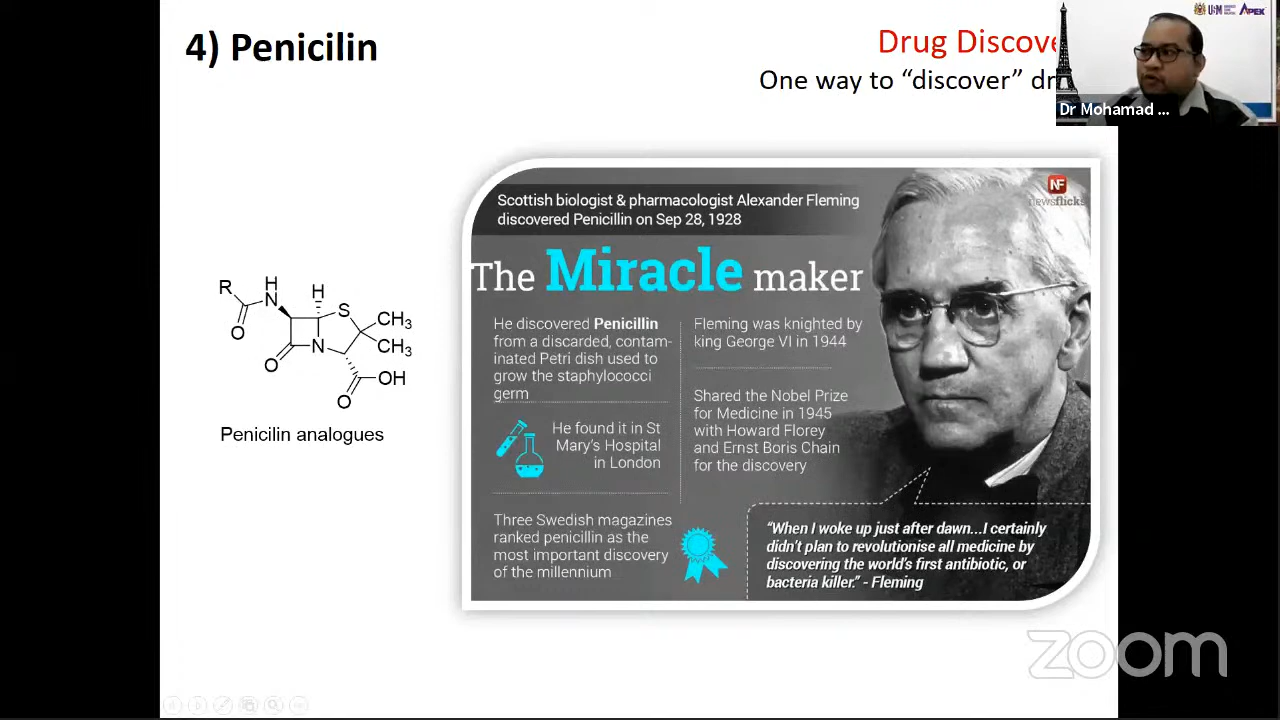 4) Penicilin
Drug Discove
One way to “discover” dr
USM APEX
Dr Mohamad ...
Scottish biologist & pharmacologist Alexander Fleming
discovered Penicillin on Sep 28, 1928
NF
newsflicks
The Miracle maker
He discovered Penicillin
from a discarded, contam-
inated Petri dish used to
grow the staphylococci
germ
He found it in St
Mary's Hospital
in London
Three Swedish magazines
ranked penicillin as the
most important discovery
of the millennium
Fleming was knighted by
king George VI in 1944
Shared the Nobel Prize
for Medicine in 1945
with Howard Florey
and Ernst Boris Chain
for the discovery
“When I woke up just after dawn...I certainly
didn't plan to revolutionise all medicine by
discovering the world's first antibiotic, or
bacteria killer.” - Fleming
R
H
N
O
H
S
CH3
CH3
N
O
OH
O
Penicilin analogues
zoom